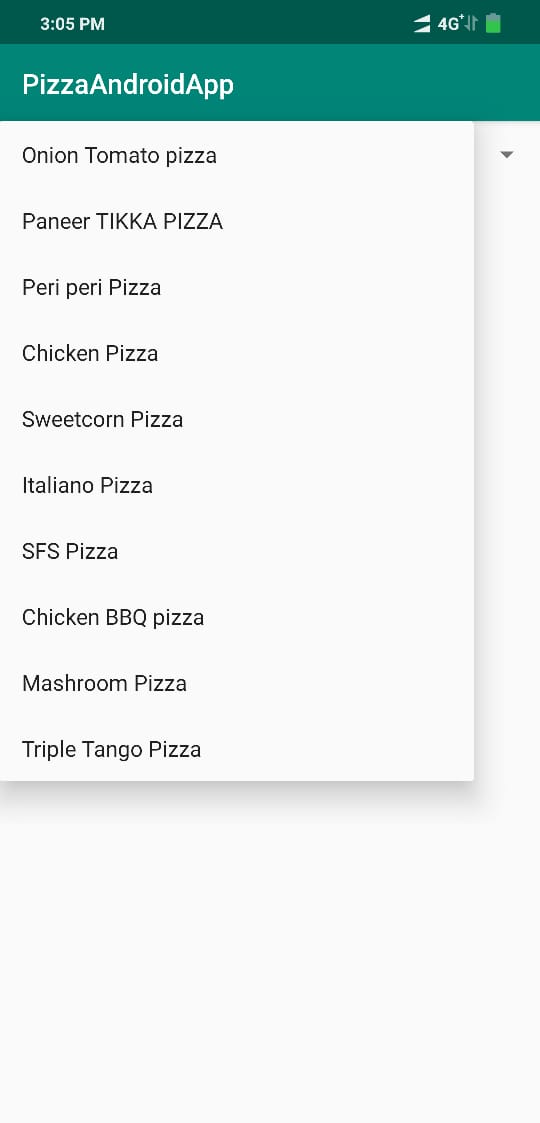 3:05 PM
4G+
PizzaAndroidApp
Onion Tomato pizza
Paneer TIKKA PIZZA
Peri peri Pizza
Chicken Pizza
Sweetcorn Pizza
Italiano Pizza
SFS Pizza
Chicken BBQ pizza
Mashroom Pizza
Triple Tango Pizza